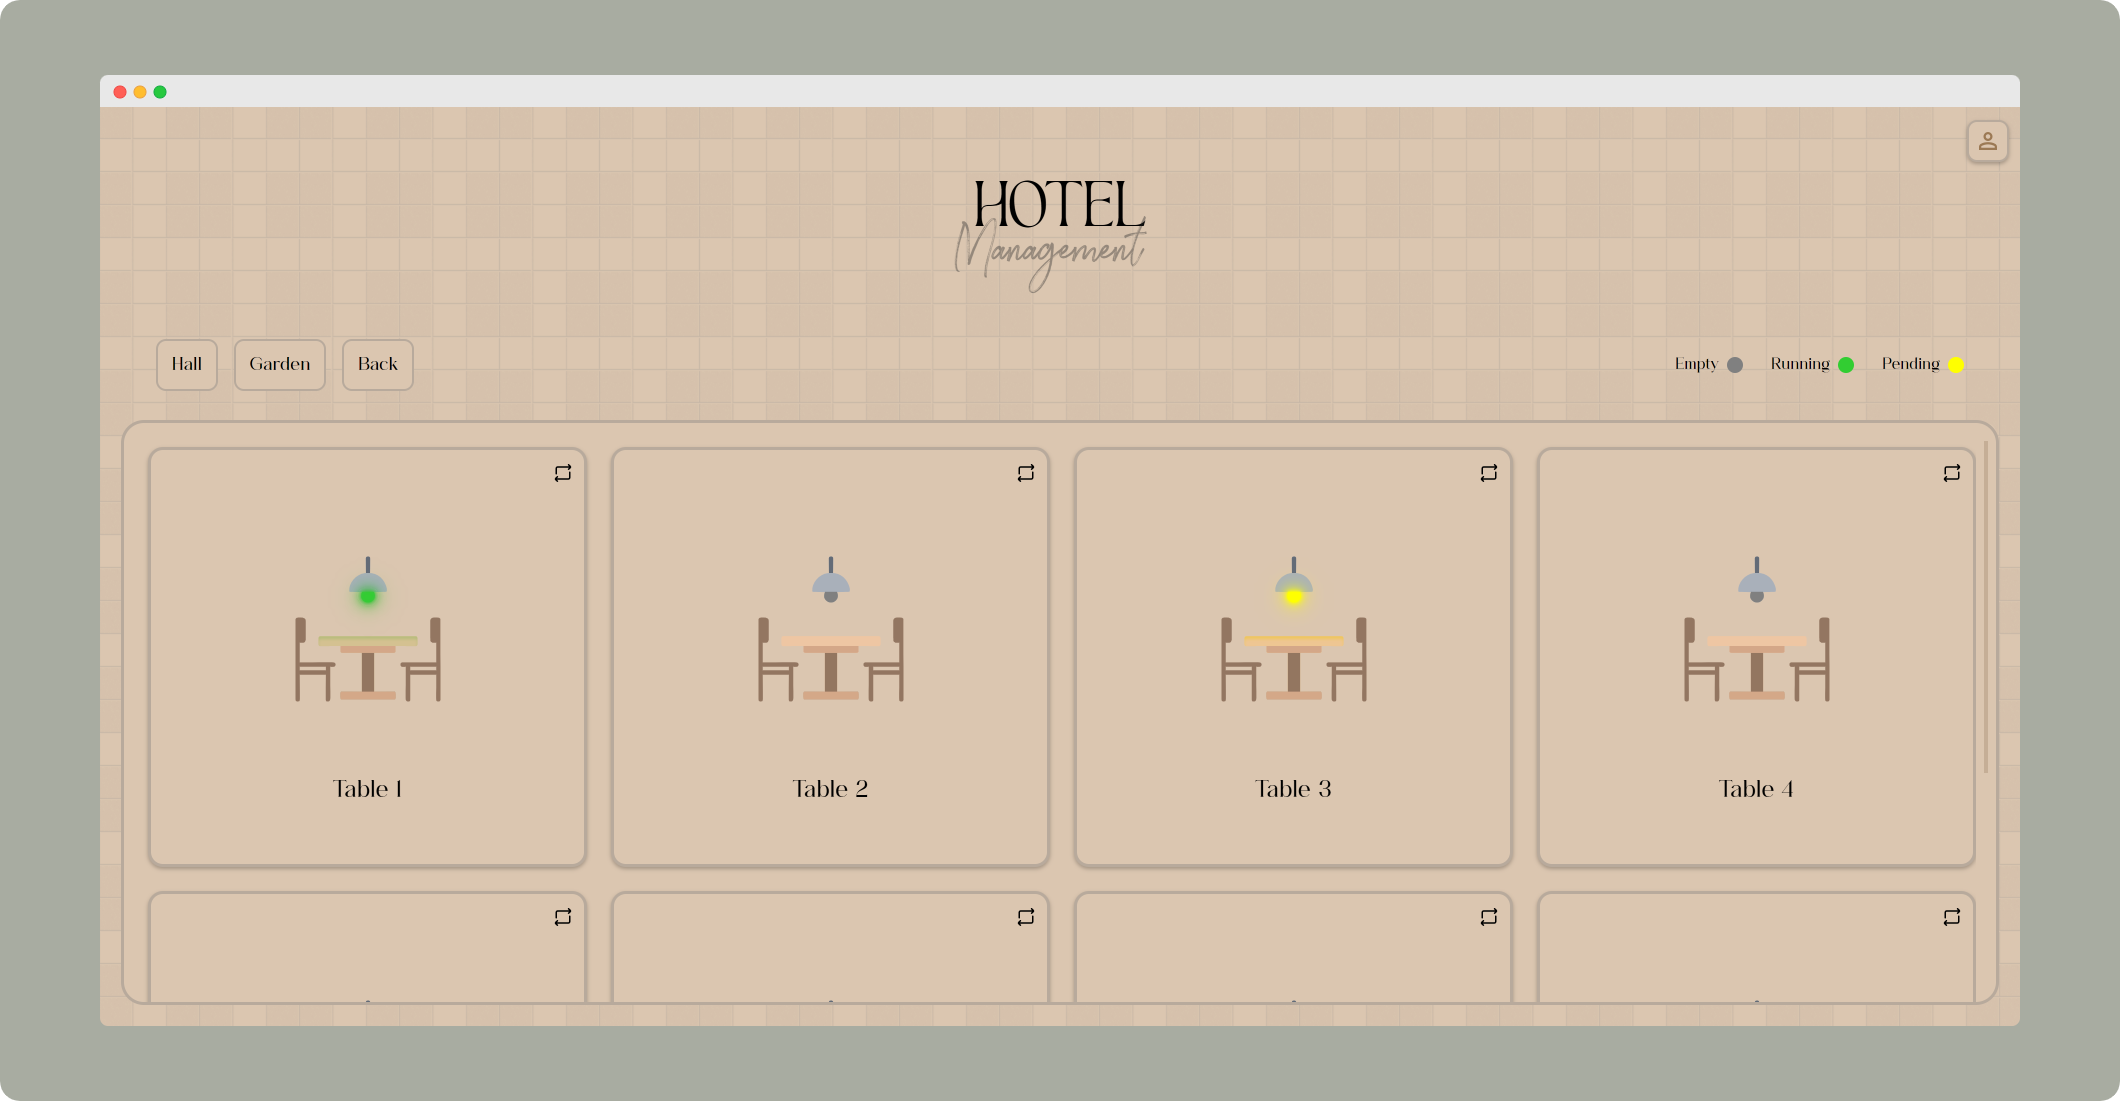 HOTEL
Management
Hall Garden Back Empty Running Pending
Table 1 Table 2 Table 3 Table 4